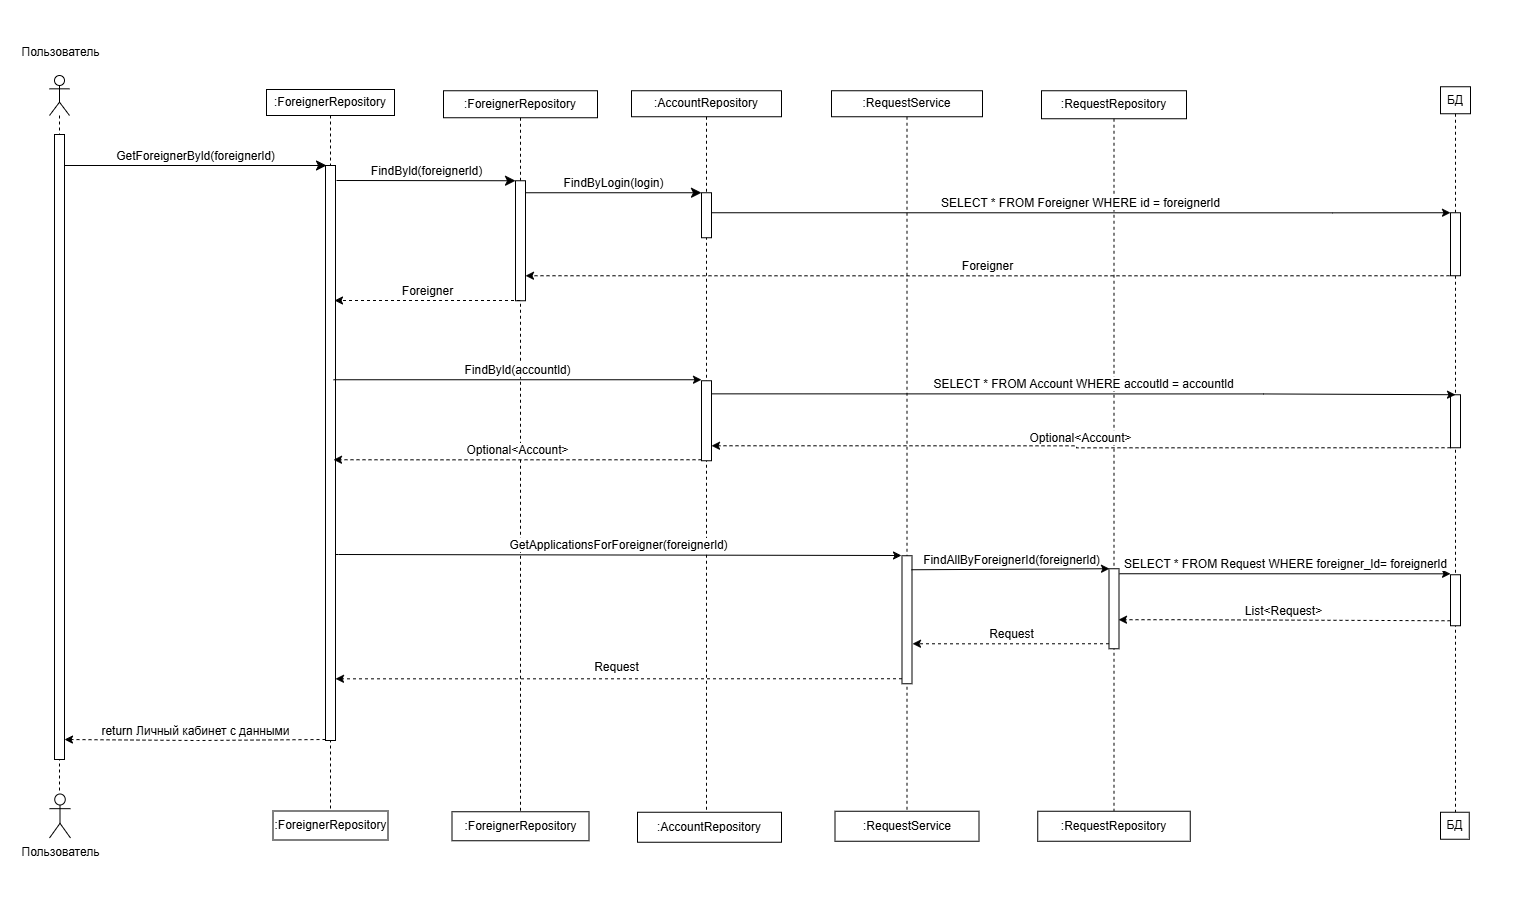 Пользователь
:ForeignerRepository
:ForeignerRepository
:AccountRepository
:RequestService
:RequestRepository
БД
GetForeignerById(foreignerId)
FindById(foreignerId)
FindByLogin(login)
SELECT * FROM Foreigner WHERE id = foreignerId
Foreigner
Foreigner
FindById(accountId)
SELECT * FROM Account WHERE accoutId = accountId
Optional<Account>
Optional<Account>
GetApplicationsForForeigner(foreignerId)
FindAllByForeignerId(foreignerId)
SELECT * FROM Request WHERE foreigner_Id= foreignerId
List<Request>
Request
Request
return Личный кабинет с данными
:ForeignerRepository
:ForeignerRepository
:AccountRepository
:RequestService
:RequestRepository
БД
Пользователь